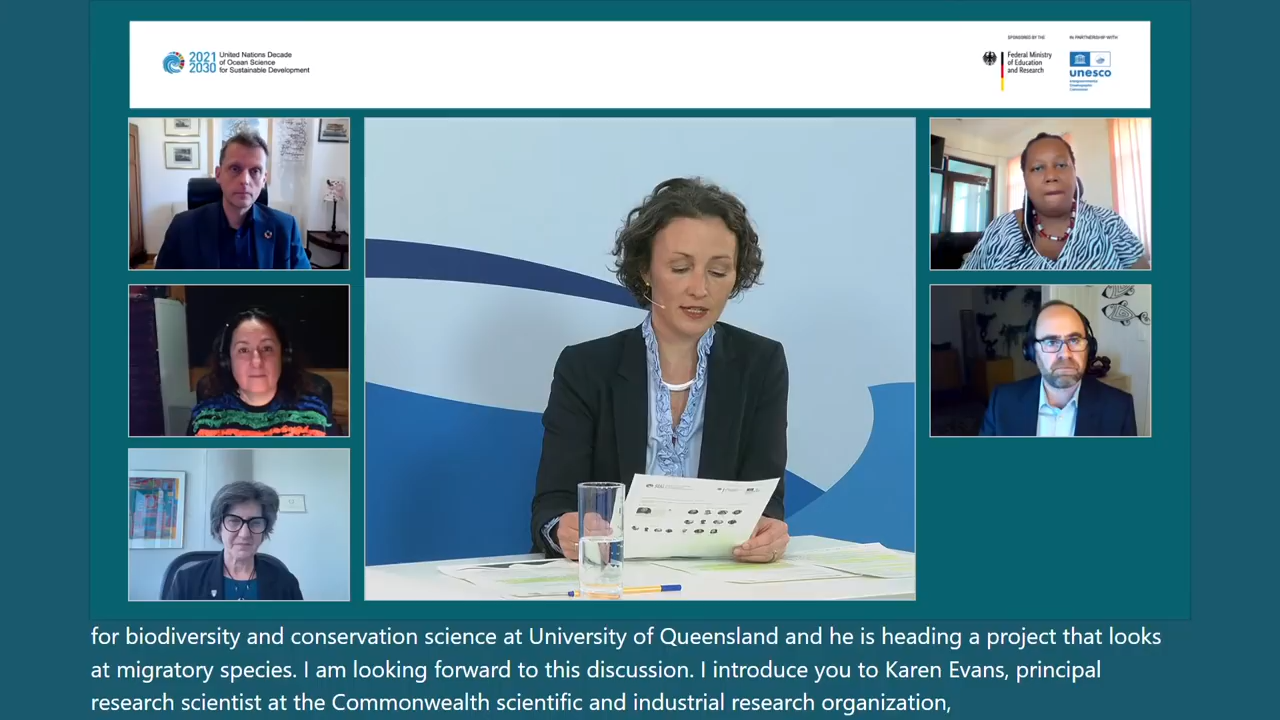 2021
2030
United Nations Decade
of Ocean Science
for Sustainable Development
SPONSORED BY THE
Federal Ministry
of Education
and Research
IN PARTNERSHIP WITH
unesco
Intergovernmental
Oceanographic
Commission
for biodiversity and conservation science at University of Queensland and he is heading a project that looks
at migratory species. I am looking forward to this discussion. I introduce you to Karen Evans, principal
research scientist at the Commonwealth scientific and industrial research organization,